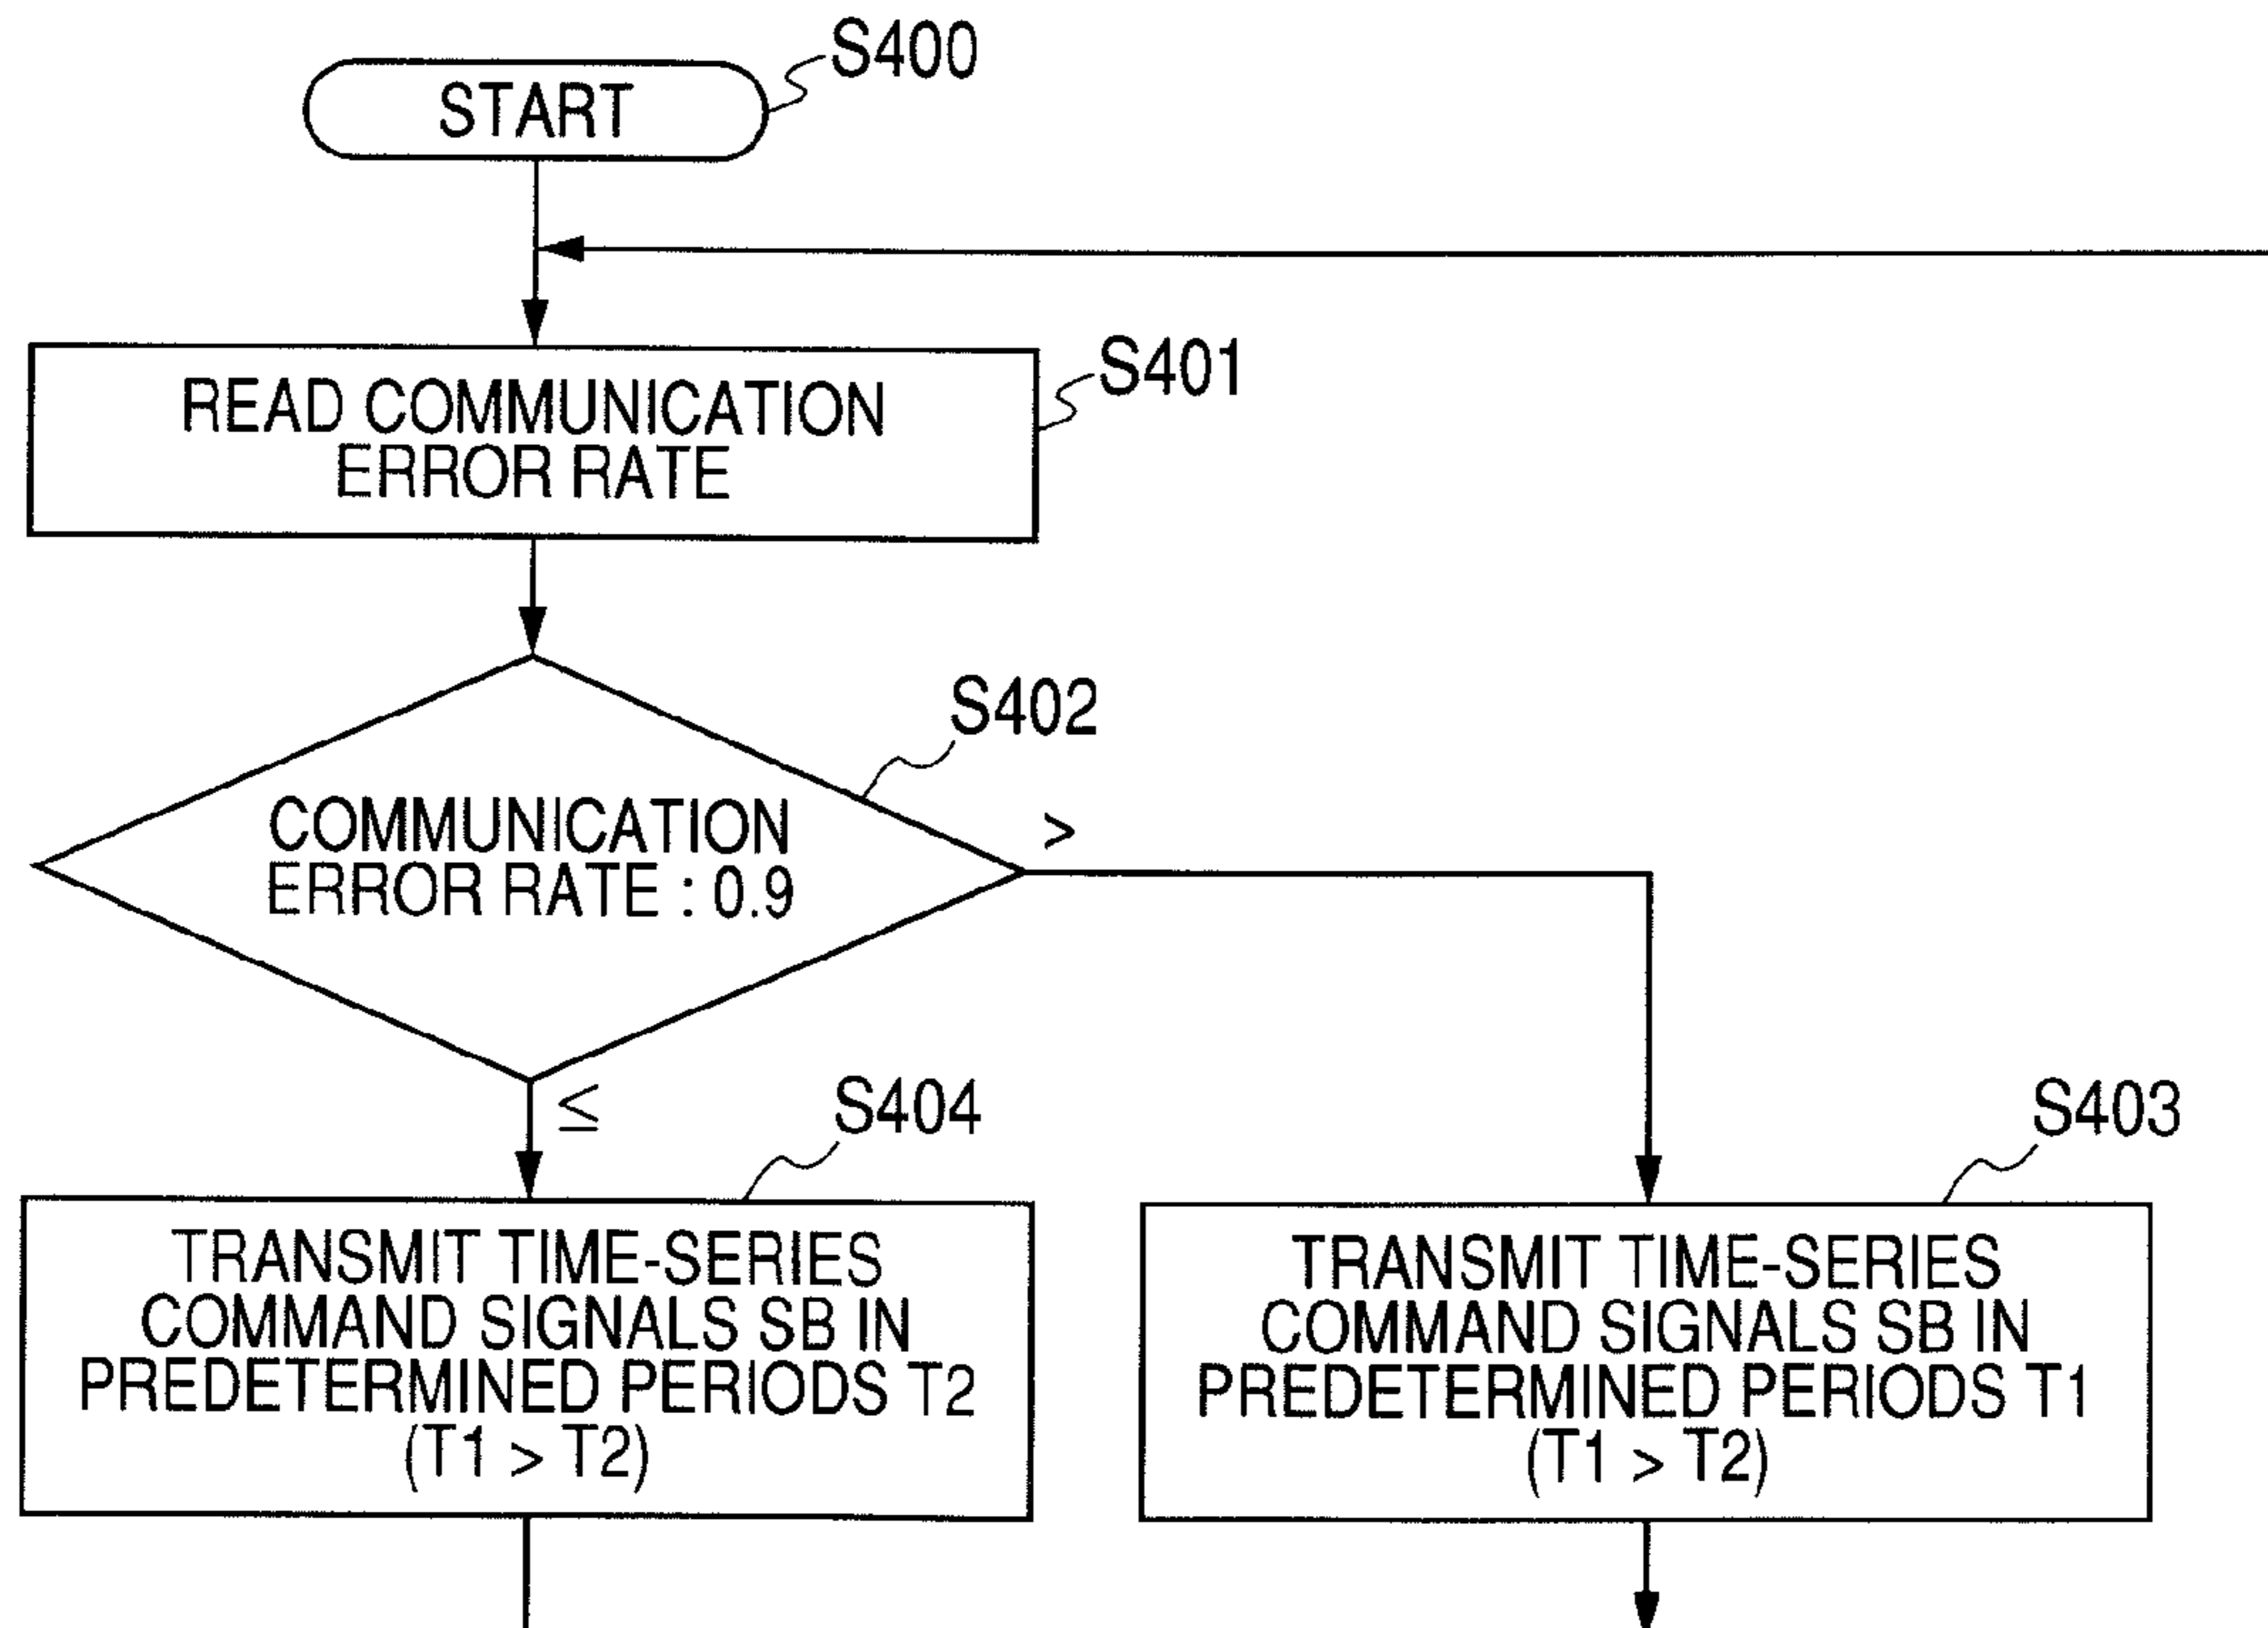 S400
START
S401
READ COMMUNICATION
ERROR RATE
S402
COMMUNICATION
ERROR RATE : 0.9
>
≤
S404
TRANSMIT TIME-SERIES
COMMAND SIGNALS SB IN
PREDETERMINED PERIODS T2
(T1 > T2)
S403
TRANSMIT TIME-SERIES
COMMAND SIGNALS SB IN
PREDETERMINED PERIODS T1
(T1 > T2)